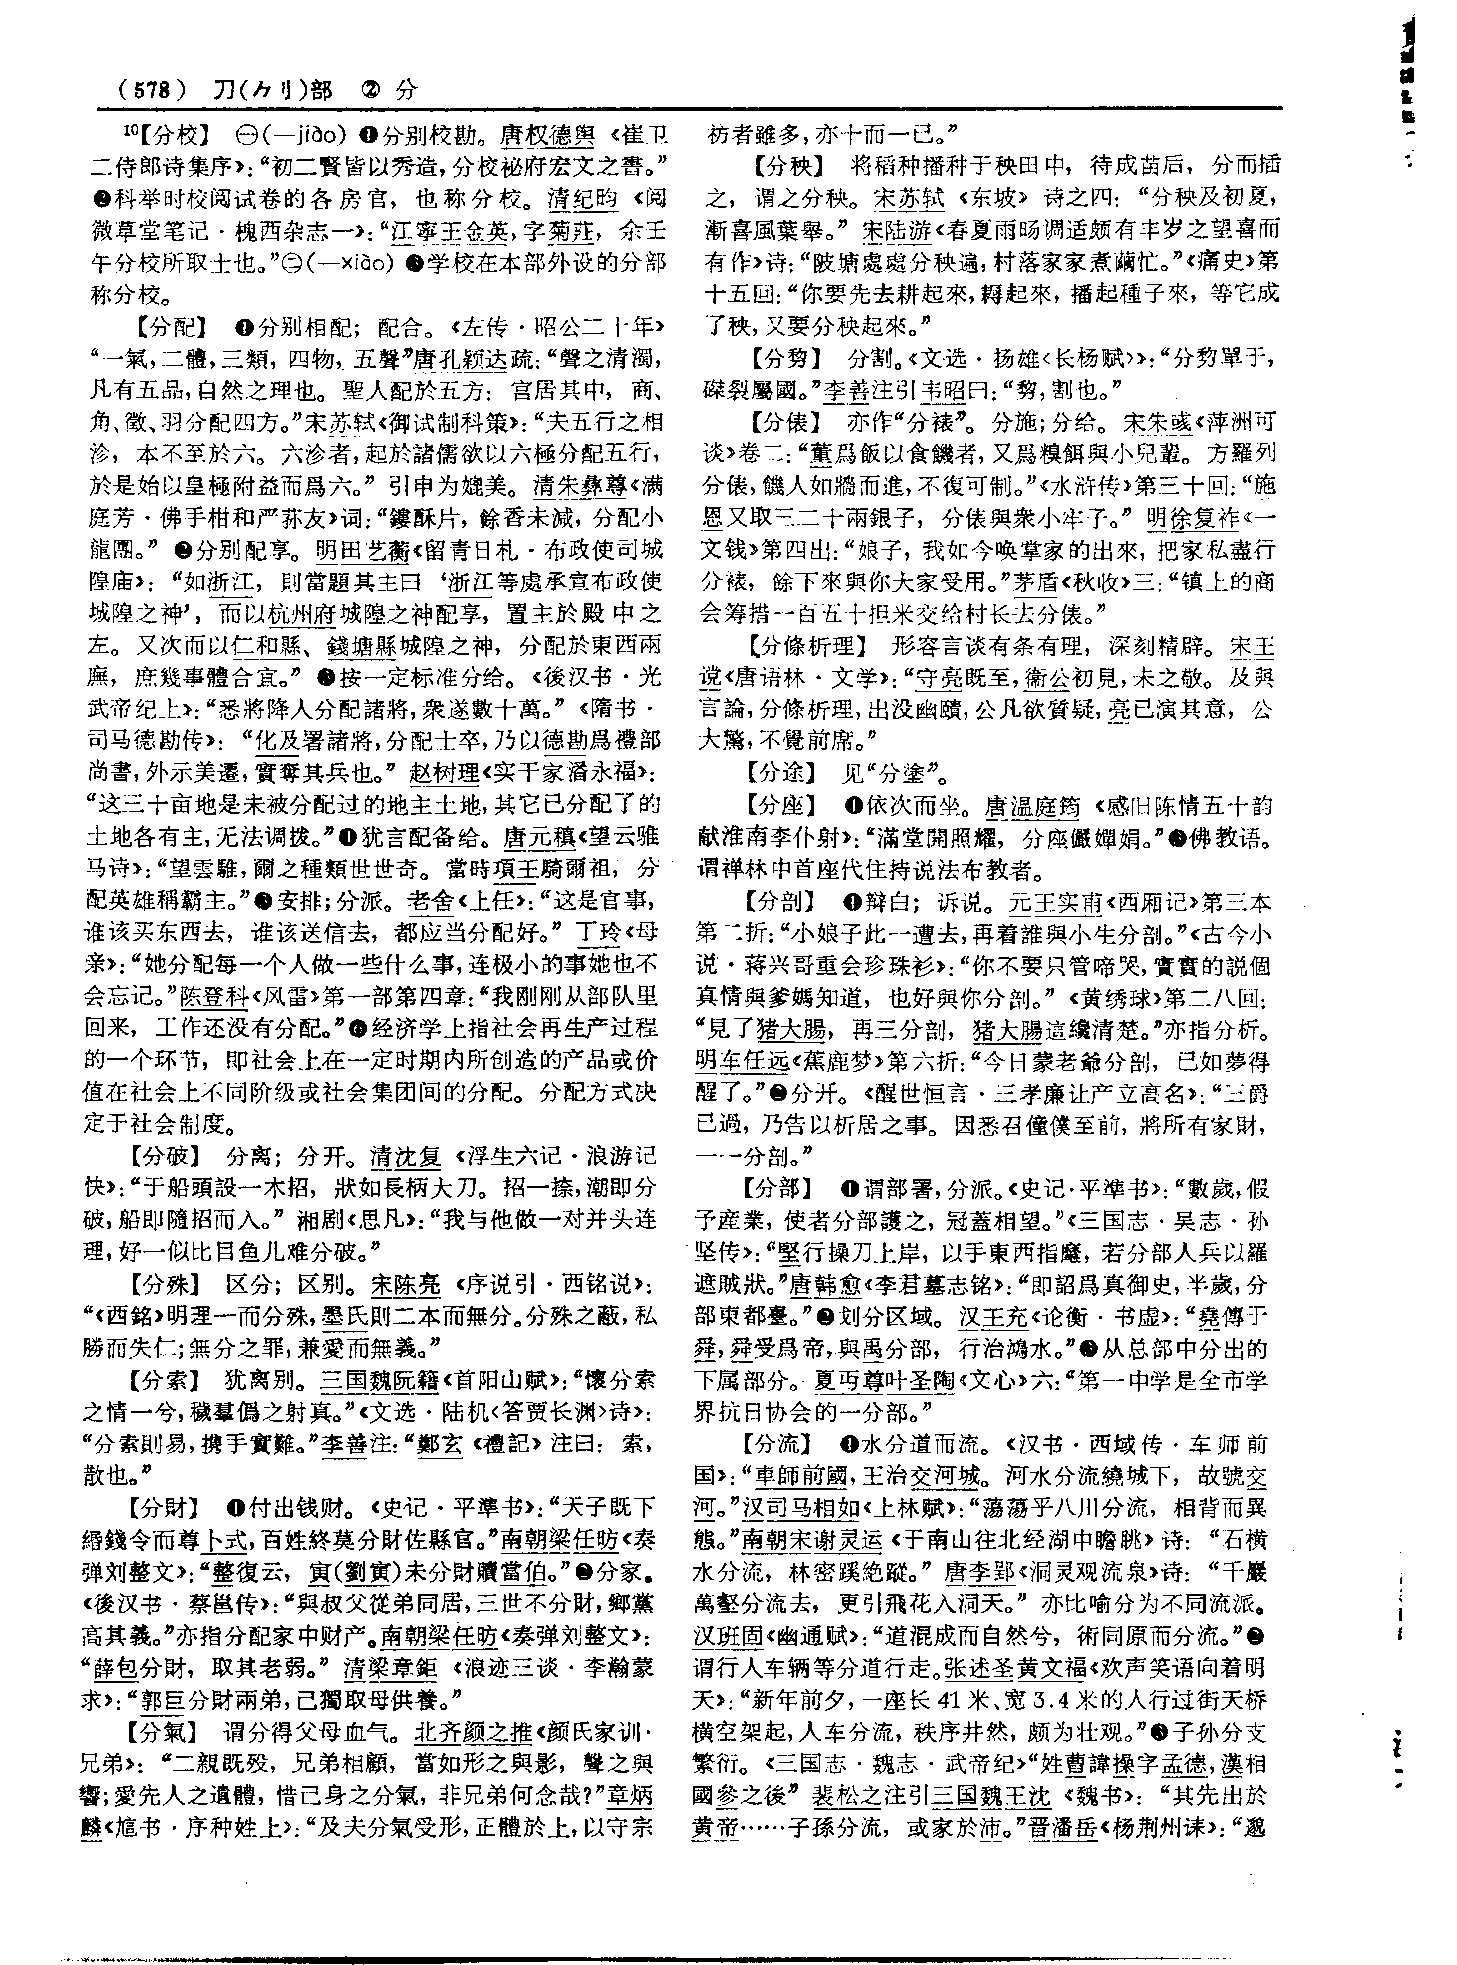 (578) 刀(⺈刂)部 ② 分
¹⁰【分校】 ㊀(—jiào) ❶分别校勘。唐权德舆《崔卫
二侍郎诗集序》：“初二賢皆以秀造，分校祕府宏文之書。”
❷科举时校阅试卷的各房官，也称分校。清纪昀《阅
微草堂笔记·槐西杂志一》：“江寧王金英，字菊莊，余壬
午分校所取士也。”㊁(—xiào) ❸学校在本部外设的分部
称分校。
【分配】 ❶分别相配；配合。《左传·昭公二十年》
“一氣，二體，三類，四物，五聲”唐孔颖达疏：“聲之清濁，
凡有五品，自然之理也。聖人配於五方：宫居其中，商、
角、徵、羽分配四方。”宋苏轼《御试制科策》：“夫五行之相
沴，本不至於六。六沴者，起於諸儒欲以六極分配五行，
於是始以皇極附益而爲六。”引申为媲美。清朱彝尊《满
庭芳·佛手柑和严荪友》词：“鏤酥片，餘香未減，分配小
龍團。” ❷分别配享。明田艺蘅《留青日札·布政使司城
隍庙》：“如浙江，則當題其主曰‘浙江等處承宣布政使
城隍之神’，而以杭州府城隍之神配享，置主於殿中之
左。又次而以仁和縣、錢塘縣城隍之神，分配於東西兩
廡，庶幾事體合宜。” ❸按一定标准分给。《後汉书·光
武帝纪上》：“悉將降人分配諸將，衆遂數十萬。”《隋书·
司马德勘传》：“化及署諸將，分配士卒，乃以德勘爲禮部
尚書，外示美遷，實奪其兵也。”赵树理《实干家潘永福》：
“这三十亩地是未被分配过的地主土地，其它已分配了的
土地各有主，无法调拨。”❹犹言配备给。唐元稹《望云骓
马诗》：“望雲騅，爾之種類世世奇。當時項王騎爾祖，分
配英雄稱霸主。”❺安排；分派。老舍《上任》：“这是官事，
谁该买东西去，谁该送信去，都应当分配好。”丁玲《母
亲》：“她分配每一个人做一些什么事，连极小的事她也不
会忘记。”陈登科《风雷》第一部第四章：“我刚刚从部队里
回来，工作还没有分配。”❻经济学上指社会再生产过程
的一个环节，即社会上在一定时期内所创造的产品或价
值在社会上不同阶级或社会集团间的分配。分配方式决
定于社会制度。
【分破】 分离；分开。清沈复《浮生六记·浪游记
快》：“于船頭設一木招，狀如長柄大刀。招一捺，潮即分
破，船即隨招而入。”湘剧《思凡》：“我与他做一对并头连
理，好一似比目鱼儿难分破。”
【分殊】 区分；区别。宋陈亮《序说引·西铭说》：
“《西銘》明理一而分殊，墨氏則二本而無分。分殊之蔽，私
勝而失仁；無分之罪，兼愛而無義。”
【分索】 犹离别。三国魏阮籍《首阳山赋》：“懷分索
之情一兮，穢羣僞之射真。”《文选·陆机〈答贾长渊〉诗》：
“分索則易，携手實難。”李善注：“鄭玄《禮記》注曰：索，
散也。”
【分財】 ❶付出钱财。《史记·平準书》：“天子既下
緡錢令而尊卜式，百姓終莫分財佐縣官。”南朝梁任昉《奏
弹刘整文》：“整復云，寅(劉寅)未分財贖當伯。”❷分家。
《後汉书·蔡邕传》：“與叔父從弟同居，三世不分財，鄉黨
高其義。”亦指分配家中财产。南朝梁任昉《奏弹刘整文》：
“薛包分財，取其老弱。”清梁章鉅《浪迹三谈·李瀚蒙
求》：“郭巨分財兩弟，己獨取母供養。”
【分氣】 谓分得父母血气。北齐颜之推《颜氏家训·
兄弟》：“二親既殁，兄弟相顧，當如形之與影，聲之與
響；愛先人之遺體，惜己身之分氣，非兄弟何念哉？”章炳
麟《訄书·序种姓上》：“及夫分氣受形，正體於上，以守宗
祊者雖多，亦十而一已。”
【分秧】 将稻种播种于秧田中，待成苗后，分而插
之，谓之分秧。宋苏轼《东坡》诗之四：“分秧及初夏，
漸喜風葉舉。”宋陆游《春夏雨旸调适颇有丰岁之望喜而
有作》诗：“陂塘處處分秧遍，村落家家煮繭忙。”《痛史》第
十五回：“你要先去耕起來，耨起來，播起種子來，等它成
了秧，又要分秧起來。”
【分剺】 分割。《文选·扬雄〈长杨赋〉》：“分剺單于，
磔裂屬國。”李善注引韦昭曰：“剺，割也。”
【分俵】 亦作“分裱”。分施；分给。宋朱彧《萍洲可
谈》卷二：“董爲飯以食饑者，又爲糗餌與小兒輩。方羅列
分俵，饑人如牆而進，不復可制。”《水浒传》第三十回：“施
恩又取三二十兩銀子，分俵與衆小牢子。”明徐复祚《一
文钱》第四出：“娘子，我如今唤掌家的出來，把家私盡行
分裱，餘下來與你大家受用。”茅盾《秋收》三：“镇上的商
会筹措一百五十担米交给村长去分俵。”
【分條析理】 形容言谈有条有理，深刻精辟。宋王
谠《唐语林·文学》：“守亮既至，衛公初見，未之敬。及與
言論，分條析理，出没幽賾，公凡欲質疑，亮已演其意，公
大驚，不覺前席。”
【分途】 见“分塗”。
【分座】 ❶依次而坐。唐温庭筠《感旧陈情五十韵
献淮南李仆射》：“滿堂開照耀，分座儼嬋娟。”❷佛教语。
谓禅林中首座代住持说法布教者。
【分剖】 ❶辩白；诉说。元王实甫《西厢记》第三本
第二折：“小娘子此一遭去，再着誰與小生分剖。”《古今小
说·蒋兴哥重会珍珠衫》：“你不要只管啼哭，實實的説個
真情與爹媽知道，也好與你分剖。”《黄绣球》第二八回：
“見了猪大腸，再三分剖，猪大腸這纔清楚。”亦指分析。
明车任远《蕉鹿梦》第六折：“今日蒙老爺分剖，已如夢得
醒了。”❷分开。《醒世恒言·三孝廉让产立高名》：“三爵
已過，乃告以析居之事。因悉召僮僕至前，將所有家財，
一一分剖。”
【分部】 ❶谓部署，分派。《史记·平準书》：“數歲，假
予産業，使者分部護之，冠蓋相望。”《三国志·吴志·孙
坚传》：“堅行操刀上岸，以手東西指麾，若分部人兵以羅
遮賊狀。”唐韩愈《李君墓志铭》：“即詔爲真御史，半歲，分
部東都臺。”❷划分区域。汉王充《论衡·书虚》：“堯傳于
舜，舜受爲帝，與禹分部，行治鴻水。”❸从总部中分出的
下属部分。夏丏尊叶圣陶《文心》六：“第一中学是全市学
界抗日协会的一分部。”
【分流】 ❶水分道而流。《汉书·西域传·车师前
国》：“車師前國，王治交河城。河水分流繞城下，故號交
河。”汉司马相如《上林赋》：“蕩蕩乎八川分流，相背而異
態。”南朝宋谢灵运《于南山往北经湖中瞻眺》诗：“石橫
水分流，林密蹊絶蹤。”唐李郢《洞灵观流泉》诗：“千巖
萬壑分流去，更引飛花入洞天。”亦比喻分为不同流派。
汉班固《幽通赋》：“道混成而自然兮，術同原而分流。”❷
谓行人车辆等分道行走。张述圣黄文福《欢声笑语向着明
天》：“新年前夕，一座长 41 米、宽 3.4 米的人行过街天桥
横空架起，人车分流，秩序井然，颇为壮观。”❸子孙分支
繁衍。《三国志·魏志·武帝纪》“姓曹諱操字孟德，漢相
國參之後”裴松之注引三国魏王沈《魏书》：“其先出於
黄帝……子孫分流，或家於沛。”晋潘岳《杨荆州诔》：“邈